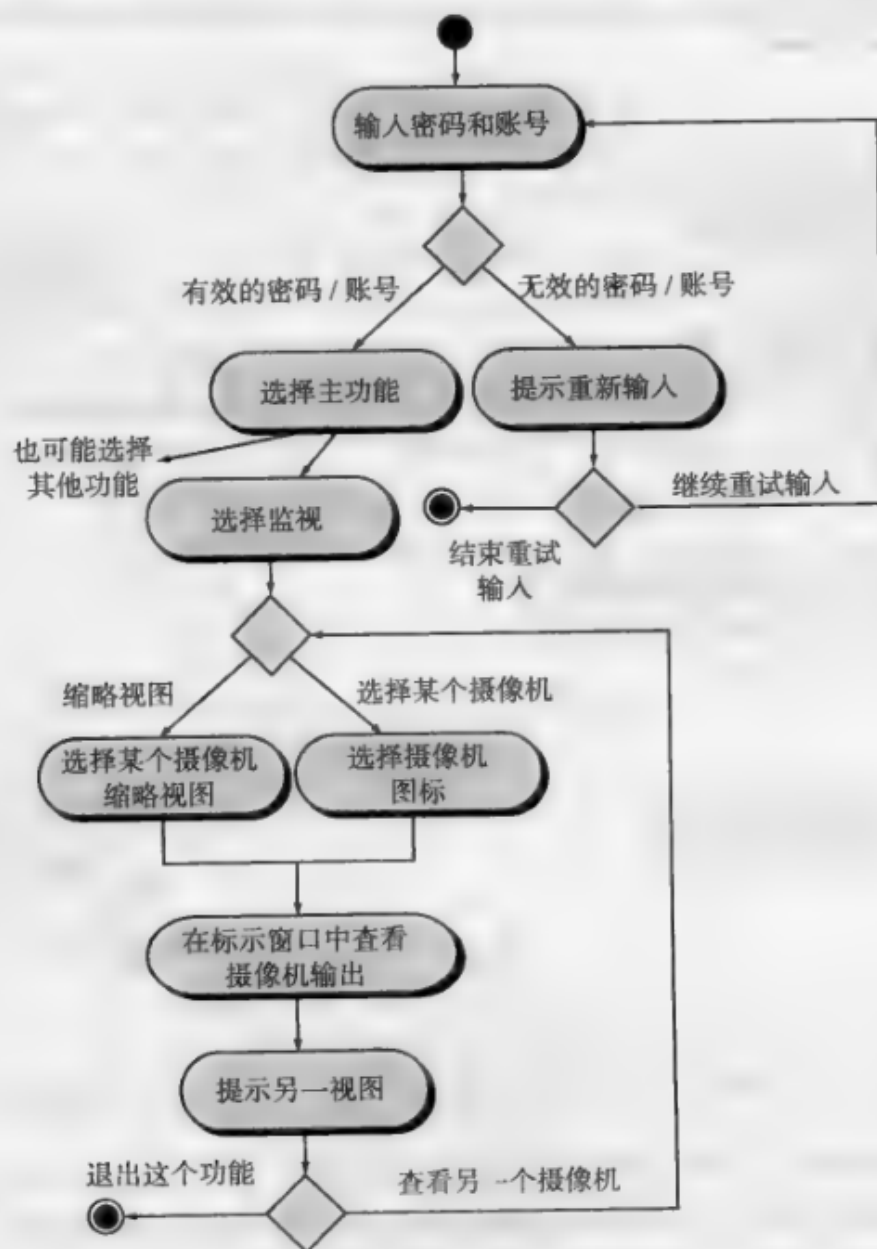 输入密码和账号
有效的密码 / 账号
无效的密码 / 账号
选择主功能
提示重新输入
也可能选择
其他功能
选择监视
继续重试输入
结束重试
输入
缩略视图
选择某个摄像机
选择某个摄像机
缩略视图
选择摄像机
图标
在标示窗口中查看
摄像机输出
提示另一视图
退出这个功能
查看另一个摄像机